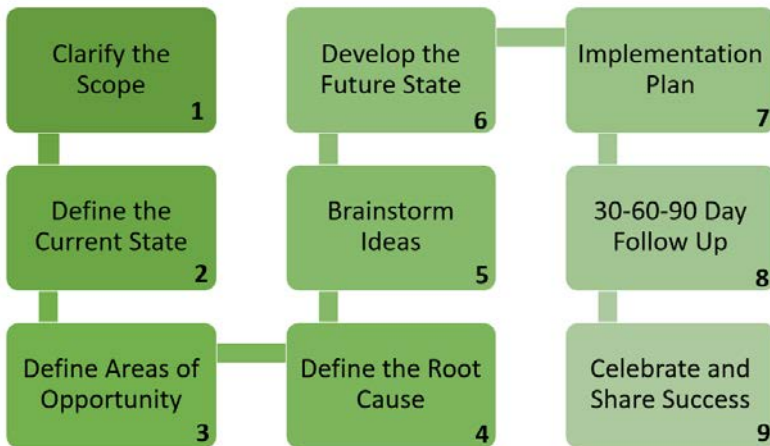 Clarify the
Scope
1
Define the
Current State
2
Define Areas of
Opportunity
3
Define the Root
Cause
4
Brainstorm
Ideas
5
Develop the
Future State
6
Implementation
Plan
7
30-60-90 Day
Follow Up
8
Celebrate and
Share Success
9